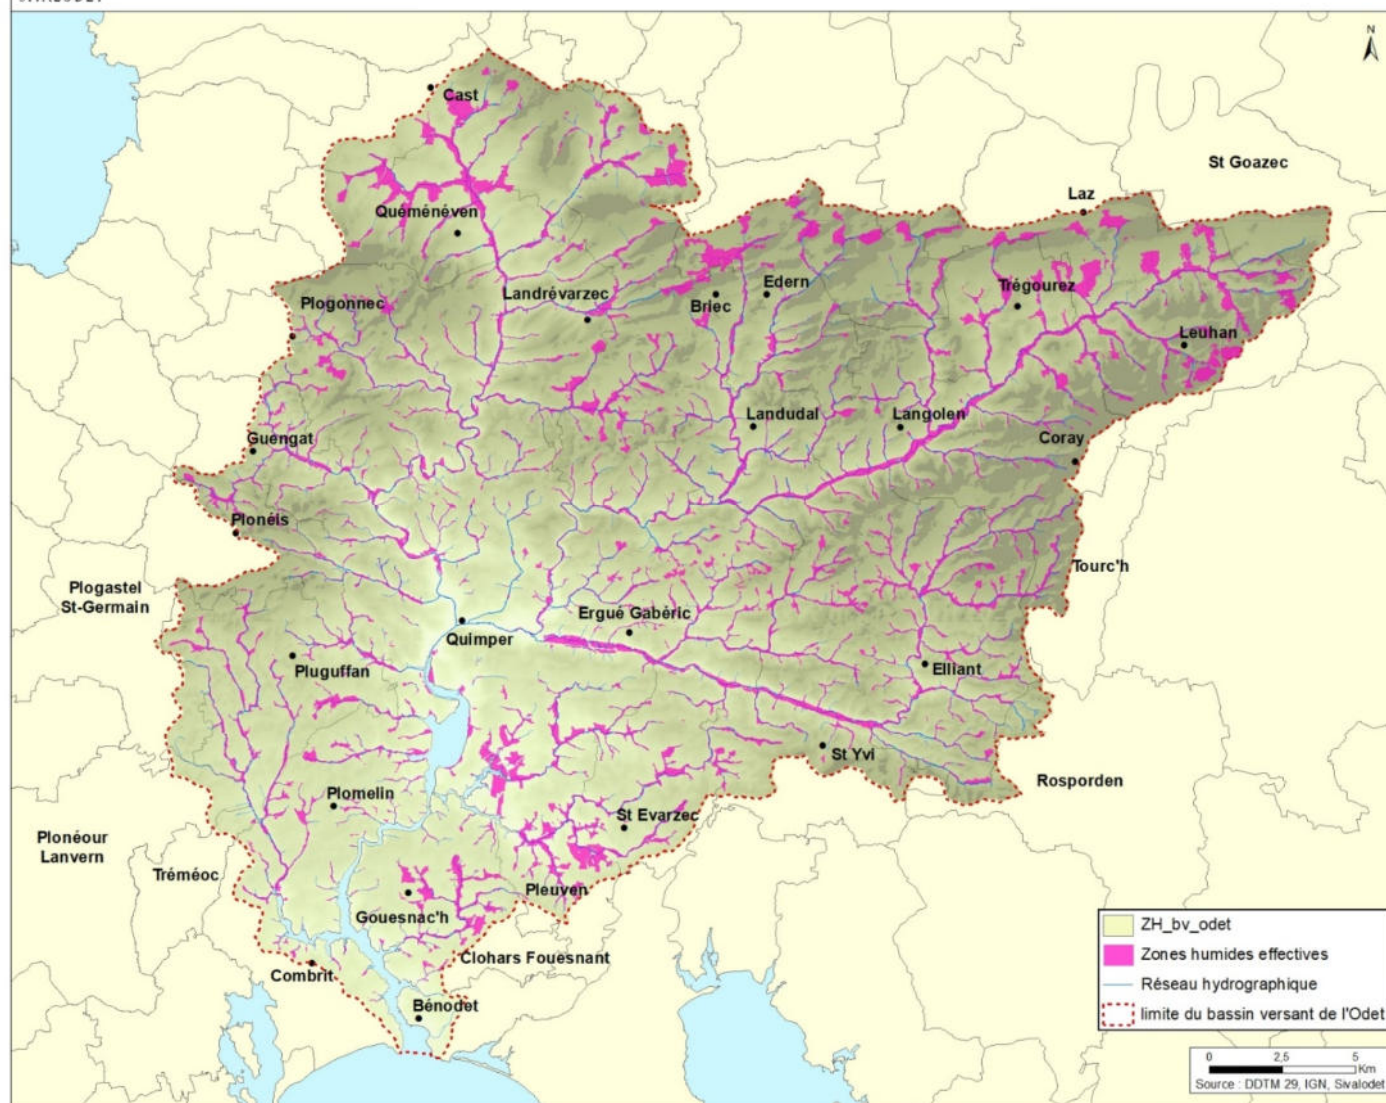 N
Cast
St Goazec
Laz
Quéménéven
Plogonnec
Landrévarzec
Briec
Edern
Trégourez
Leuhan
Guengat
Landudal
Langolen
Coray
Plonéis
Plogastel
St-Germain
Tourc'h
Ergué Gabéric
Quimper
Pluguffan
Elliant
St Yvi
Rosporden
Plomelin
St Evarzec
Plonéour
Lanvern
Tréméoc
Pleuven
Gouesnac'h
Clohars Fouesnant
Combrit
Bénodet
ZH_bv_odet
Zones humides effectives
Réseau hydrographique
limite du bassin versant de l'Odet
0 2,5 5
Km
Source : DDTM 29, IGN, Sivalodet